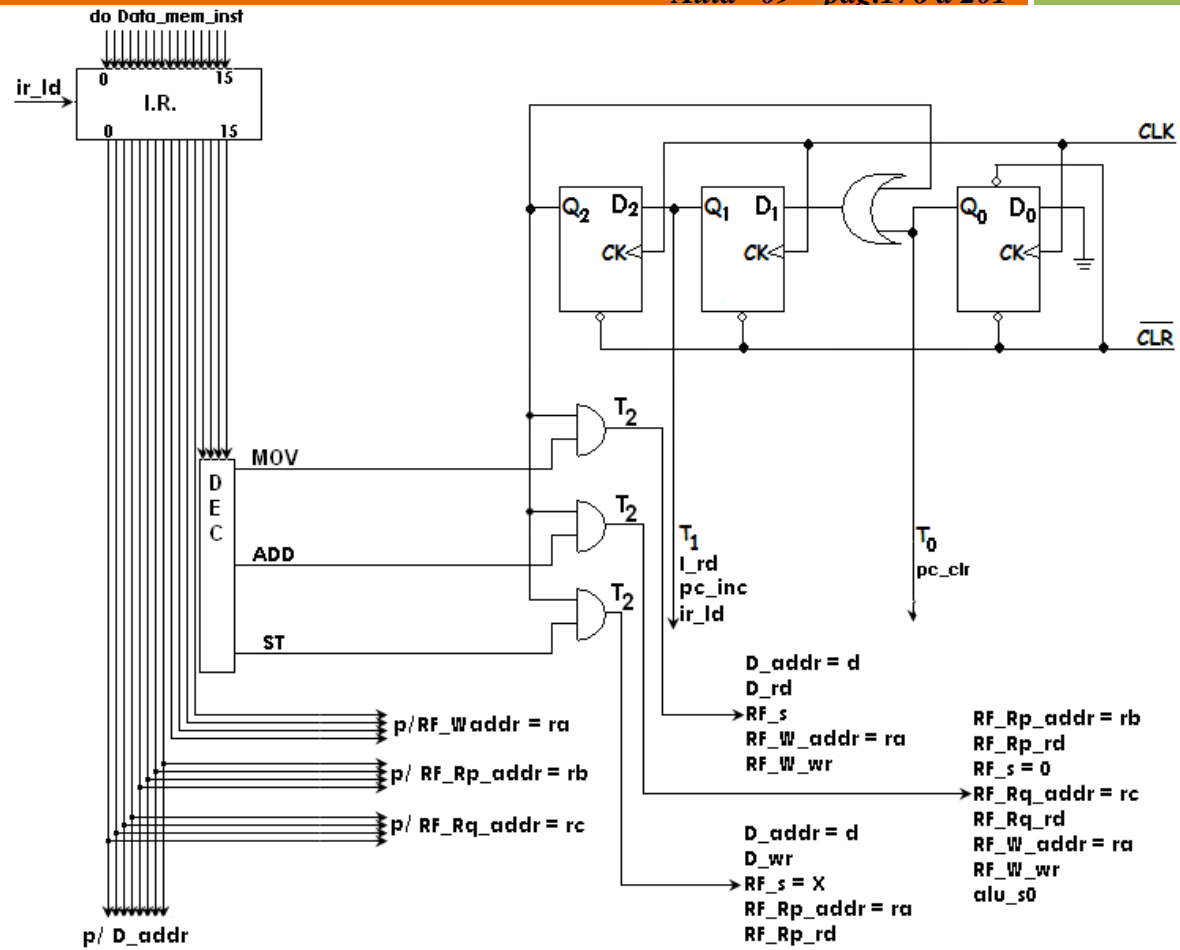 do Data_mem_inst
0 15
ir_ld
I.R.
0 15
CLK
Q2 D2
CK
Q1 D1
CK
Q0 D0
CK
CLR
T2
MOV
D
E
C
T2
ADD
T2
ST
T1
I_rd
pc_inc
ir_ld
T0
pc_clr
D_addr = d
D_rd
RF_s
RF_W_addr = ra
RF_W_wr
p/RF_Waddr = ra
p/ RF_Rp_addr = rb
p/ RF_Rq_addr = rc
RF_Rp_addr = rb
RF_Rp_rd
RF_s = 0
RF_Rq_addr = rc
RF_Rq_rd
RF_W_addr = ra
RF_W_wr
alu_s0
D_addr = d
D_wr
RF_s = X
RF_Rp_addr = ra
RF_Rp_rd
p/ D_addr